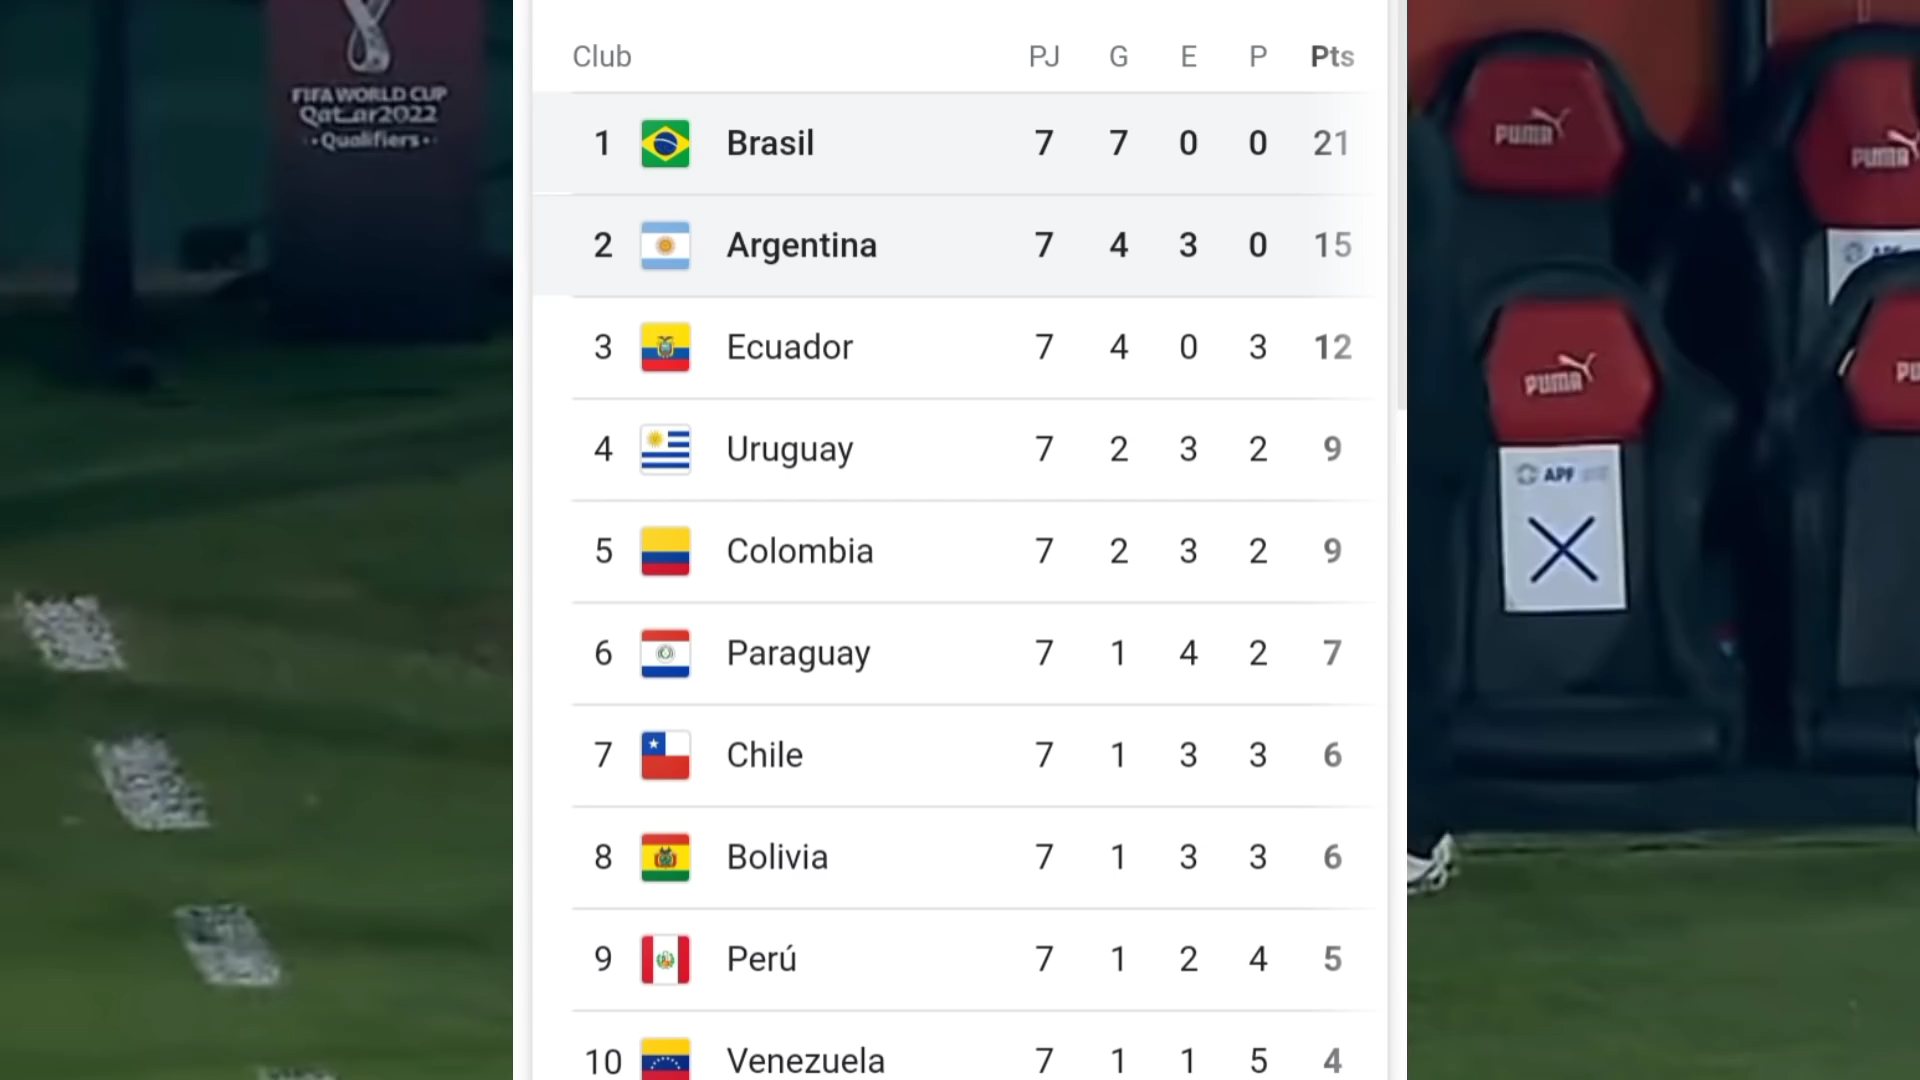 FIFA WORLD CUP
Qatar2022
Qualifiers
Club PJ G E P Pts
1 Brasil 7 7 0 0 21
2 Argentina 7 4 3 0 15
3 Ecuador 7 4 0 3 12
4 Uruguay 7 2 3 2 9
5 Colombia 7 2 3 2 9
6 Paraguay 7 1 4 2 7
7 Chile 7 1 3 3 6
8 Bolivia 7 1 3 3 6
9 Perú 7 1 2 4 5
10 Venezuela 7 1 1 5 4
PUMA
PUMA
PUMA
APF